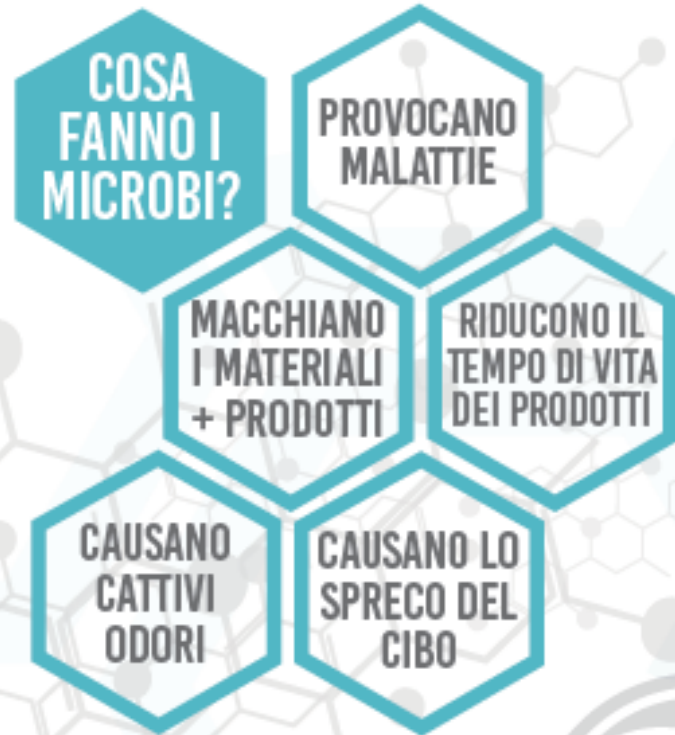 COSA
FANNO I
MICROBI?
PROVOCANO
MALATTIE
MACCHIANO
I MATERIALI
+ PRODOTTI
RIDUCONO IL
TEMPO DI VITA
DEI PRODOTTI
CAUSANO
CATTIVI
ODORI
CAUSANO LO
SPRECO DEL
CIBO